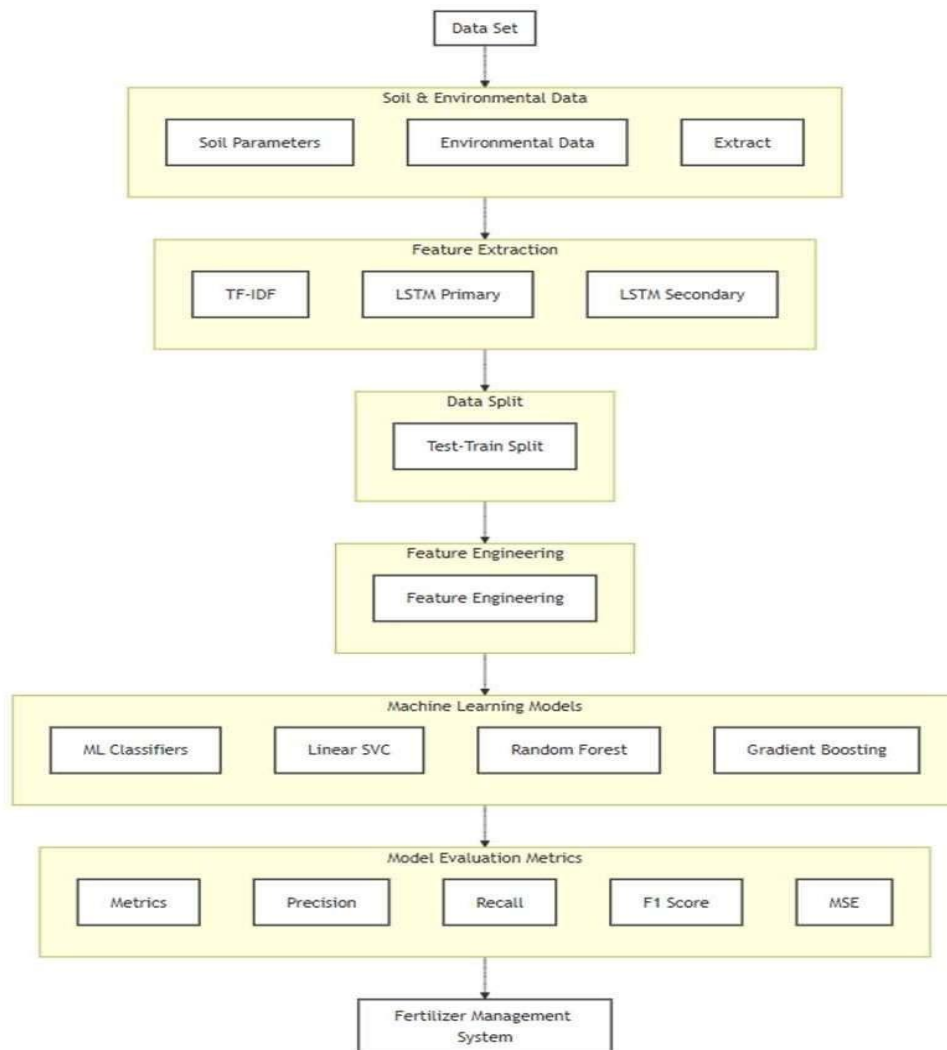 Data Set
Soil & Environmental Data
Soil Parameters
Environmental Data
Extract
Feature Extraction
TF-IDF
LSTM Primary
LSTM Secondary
Data Split
Test-Train Split
Feature Engineering
Feature Engineering
Machine Learning Models
ML Classifiers
Linear SVC
Random Forest
Gradient Boosting
Model Evaluation Metrics
Metrics
Precision
Recall
F1 Score
MSE
Fertilizer Management
System